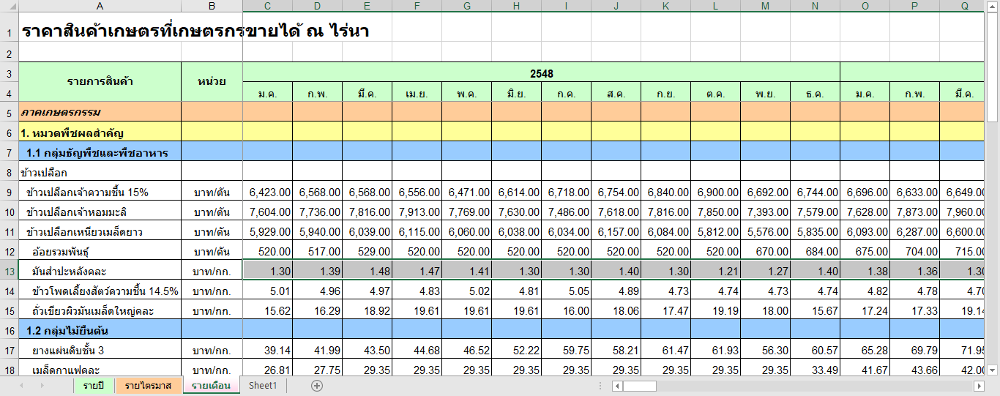 A B C D E F G H I J K L M N O P Q
1 ราคาสินค้าเกษตรที่เกษตรกรขายได้ ณ ไร่นา
2
3 รายการสินค้า หน่วย 2548
4 ม.ค. ก.พ. มี.ค. เม.ย. พ.ค. มิ.ย. ก.ค. ส.ค. ก.ย. ต.ค. พ.ย. ธ.ค. ม.ค. ก.พ. มี.ค.
5 ภาคเกษตรกรรม
6 1. หมวดพืชผลสำคัญ
7 1.1 กลุ่มธัญพืชและพืชอาหาร
8 ข้าวเปลือก
9 ข้าวเปลือกเจ้าความชื้น 15% บาท/ตัน 6,423.00 6,568.00 6,568.00 6,556.00 6,471.00 6,614.00 6,718.00 6,754.00 6,840.00 6,900.00 6,692.00 6,744.00 6,696.00 6,633.00 6,649.00
10 ข้าวเปลือกเจ้าหอมมะลิ บาท/ตัน 7,604.00 7,736.00 7,816.00 7,913.00 7,769.00 7,630.00 7,486.00 7,618.00 7,816.00 7,850.00 7,393.00 7,579.00 7,628.00 7,873.00 7,960.00
11 ข้าวเปลือกเหนียวเมล็ดยาว บาท/ตัน 5,929.00 5,940.00 6,039.00 6,115.00 6,060.00 6,038.00 6,034.00 6,157.00 6,084.00 5,812.00 5,576.00 5,835.00 6,093.00 6,287.00 6,600.00
12 อ้อยรวมพันธุ์ บาท/ตัน 520.00 517.00 529.00 520.00 520.00 520.00 520.00 520.00 520.00 520.00 670.00 684.00 675.00 704.00 715.00
13 มันสำปะหลังคละ บาท/กก. 1.30 1.39 1.48 1.47 1.41 1.30 1.30 1.40 1.30 1.21 1.27 1.40 1.38 1.36 1.30
14 ข้าวโพดเลี้ยงสัตว์ความชื้น 14.5% บาท/กก. 5.01 4.96 4.97 4.83 5.02 4.81 5.05 4.89 4.73 4.74 4.73 4.74 4.82 4.78 4.70
15 ถั่วเขียวผิวมันเมล็ดใหญ่คละ บาท/กก. 15.62 16.29 18.92 19.61 19.61 19.61 16.00 18.06 17.47 19.19 18.00 15.67 17.24 17.33 19.14
16 1.2 กลุ่มไม้ยืนต้น
17 ยางแผ่นดิบชั้น 3 บาท/กก. 39.14 41.99 43.50 44.68 46.52 52.22 59.75 58.21 61.47 61.93 56.30 60.57 65.28 69.79 71.95
18 เมล็ดกาแฟคละ บาท/กก. 26.81 27.75 29.35 29.35 29.35 29.35 29.35 29.35 29.35 29.35 29.35 33.49 41.67 43.66 42.00
รายปี รายไตรมาส รายเดือน Sheet1